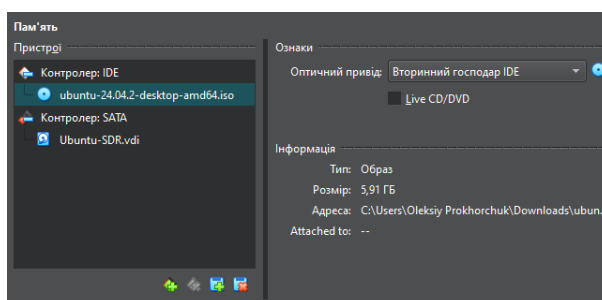 Пам'ять
Пристрої
Контролер: IDE
ubuntu-24.04.2-desktop-amd64.iso
Контролер: SATA
Ubuntu-SDR.vdi
Ознаки
Оптичний привід: Вторинний господар IDE
Live CD/DVD
Інформація
Тип: Образ
Розмір: 5,91 ГБ
Адреса: C:\Users\Oleksiy Prokhorchuk\Downloads\ubun.
Attached to: --